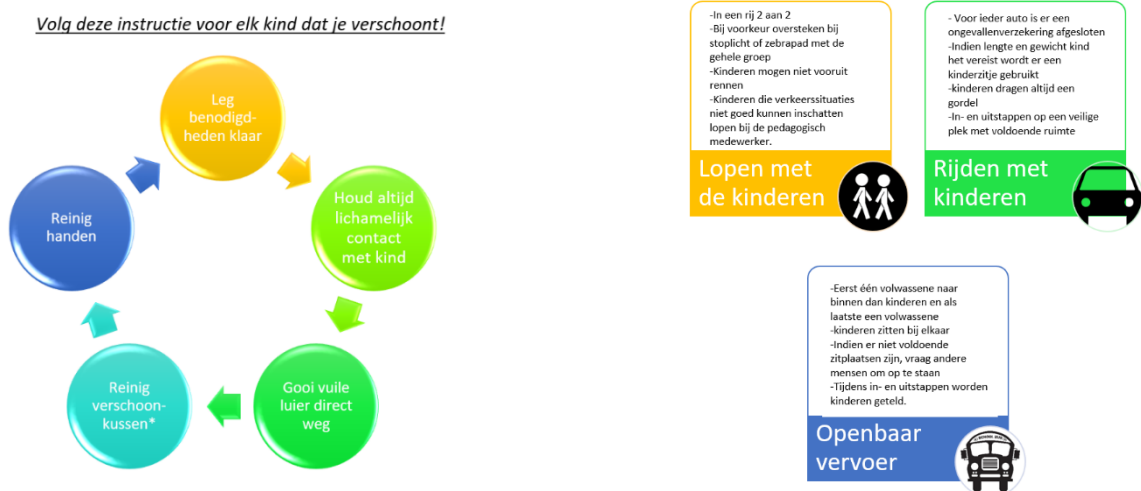 Volg deze instructie voor elk kind dat je verschoont!
Leg
benodigd-
heden klaar
Houd altijd
lichamelijk
contact
met kind
Gooi vuile
luier direct
weg
Reinig
verschoon-
kussen*
Reinig
handen
-In een rij 2 aan 2
-Bij voorkeur oversteken bij
stoplicht of zebrapad met de
gehele groep
-Kinderen mogen niet vooruit
rennen
-Kinderen die verkeerssituaties
niet goed kunnen inschatten
lopen bij de pedagogisch
medewerker.
Lopen met
de kinderen
- Voor ieder auto is er een
ongevallenverzekering afgesloten
-Indien lengte en gewicht kind
het vereist wordt er een
kinderzitje gebruikt
-kinderen dragen altijd een
gordel
-In- en uitstappen op een veilige
plek met voldoende ruimte
Rijden met
kinderen
-Eerst één volwassene naar
binnen dan kinderen en als
laatste een volwassene
-kinderen zitten bij elkaar
-Indien er niet voldoende
zitplaatsen zijn, vraag andere
mensen om op te staan
-Tijdens in- en uitstappen worden
kinderen geteld.
Openbaar
vervoer